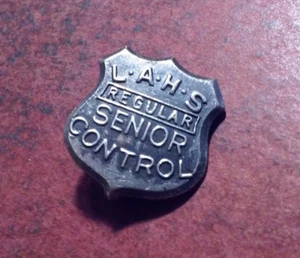 L·A·H·S
REGULAR
SENIOR
CONTROL